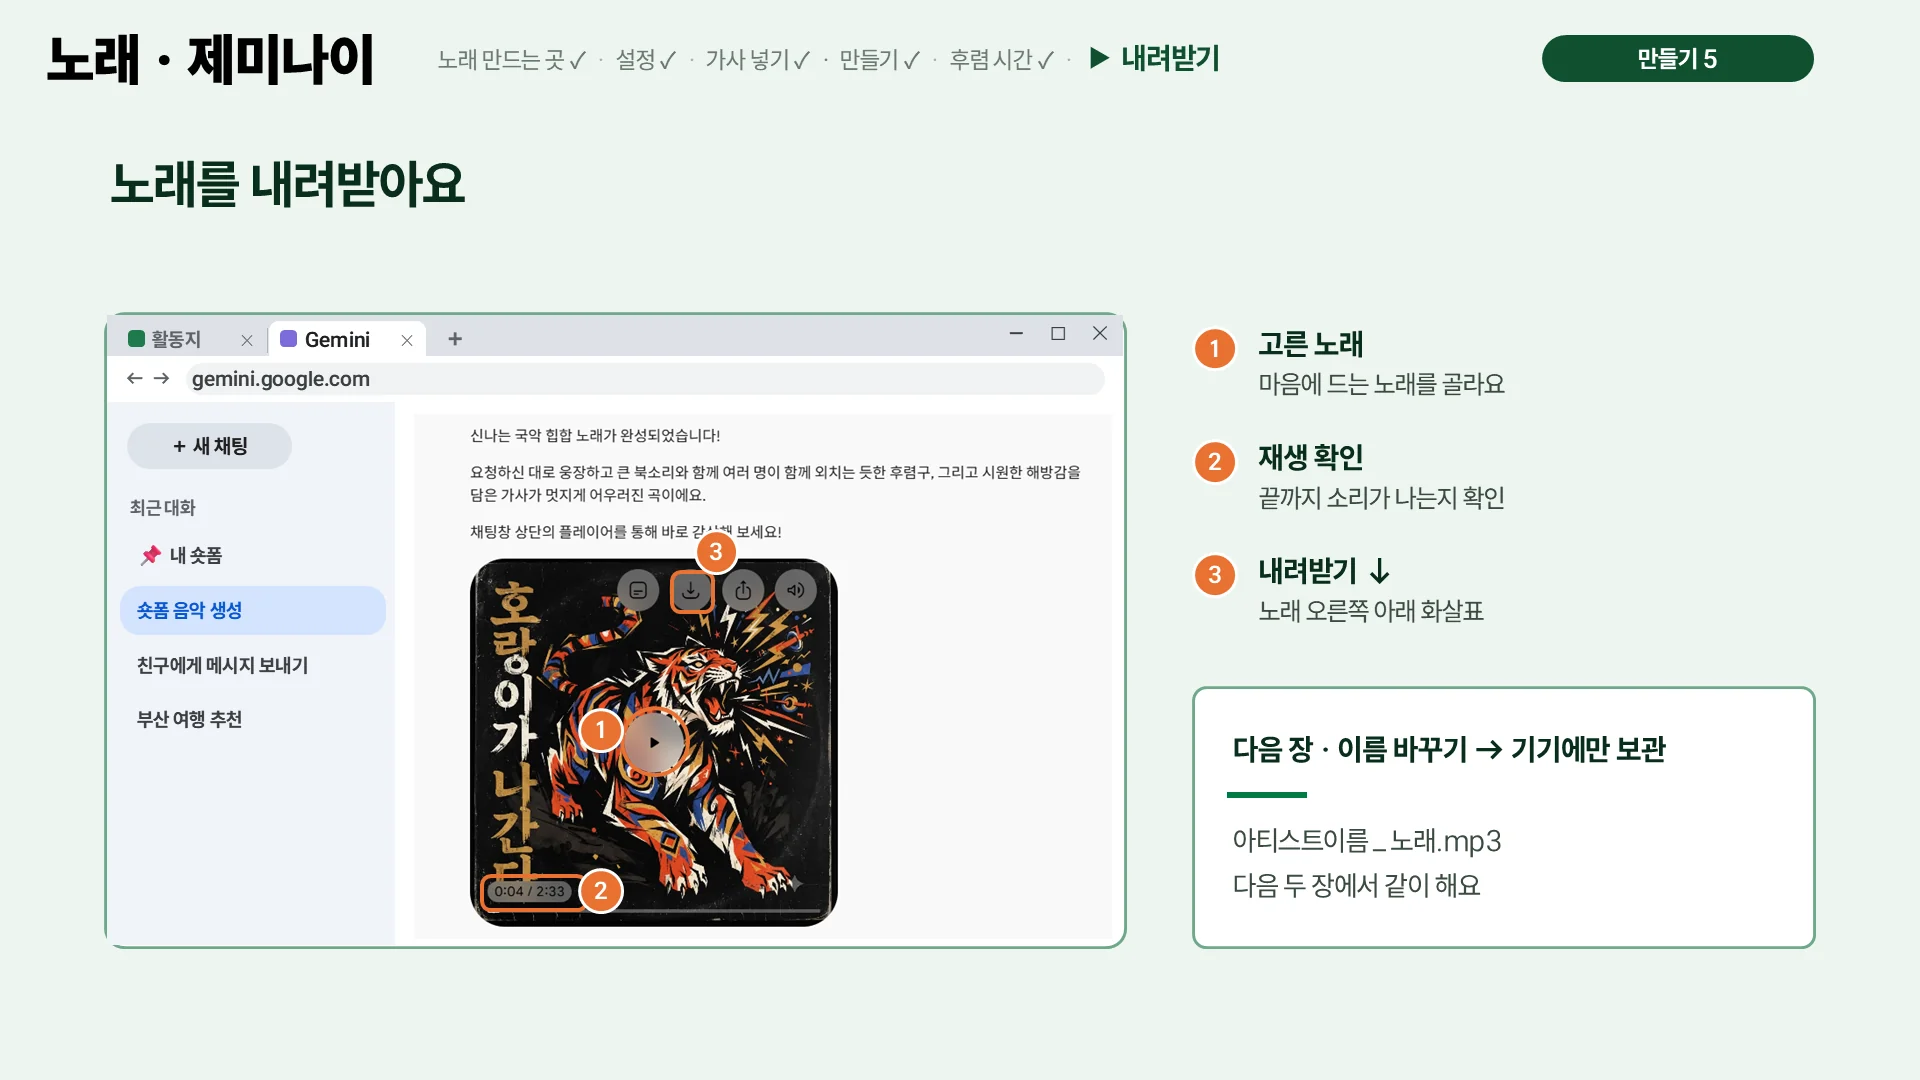 노래 · 제미나이
노래 만드는 곳 ✓ · 설정 ✓ · 가사 넣기 ✓ · 만들기 ✓ · 후렴 시간 ✓ · ▶ 내려받기
만들기 5
노래를 내려받아요
활동지 × Gemini × +
gemini.google.com
+ 새 채팅
최근 대화
📌 내 숏폼
숏폼 음악 생성
친구에게 메시지 보내기
부산 여행 추천
신나는 국악 힙합 노래가 완성되었습니다!
요청하신 대로 웅장하고 큰 북소리와 함께 여러 명이 함께 외치는 듯한 후렴구, 그리고 시원한 해방감을
담은 가사가 멋지게 어우러진 곡이에요.
채팅창 상단의 플레이어를 통해 바로 감상해 보세요!
3
호랑이가 나간다
1
0:04 / 2:33
2
1 고른 노래
마음에 드는 노래를 골라요
2 재생 확인
끝까지 소리가 나는지 확인
3 내려받기 ↓
노래 오른쪽 아래 화살표
다음 장 · 이름 바꾸기 → 기기에만 보관
아티스트이름_노래.mp3
다음 두 장에서 같이 해요